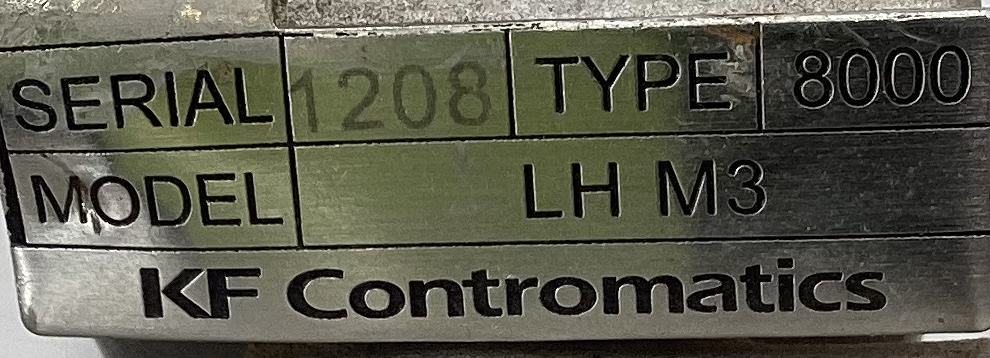 SERIAL 1208 TYPE 8000
MODEL LH M3
KF Contromatics